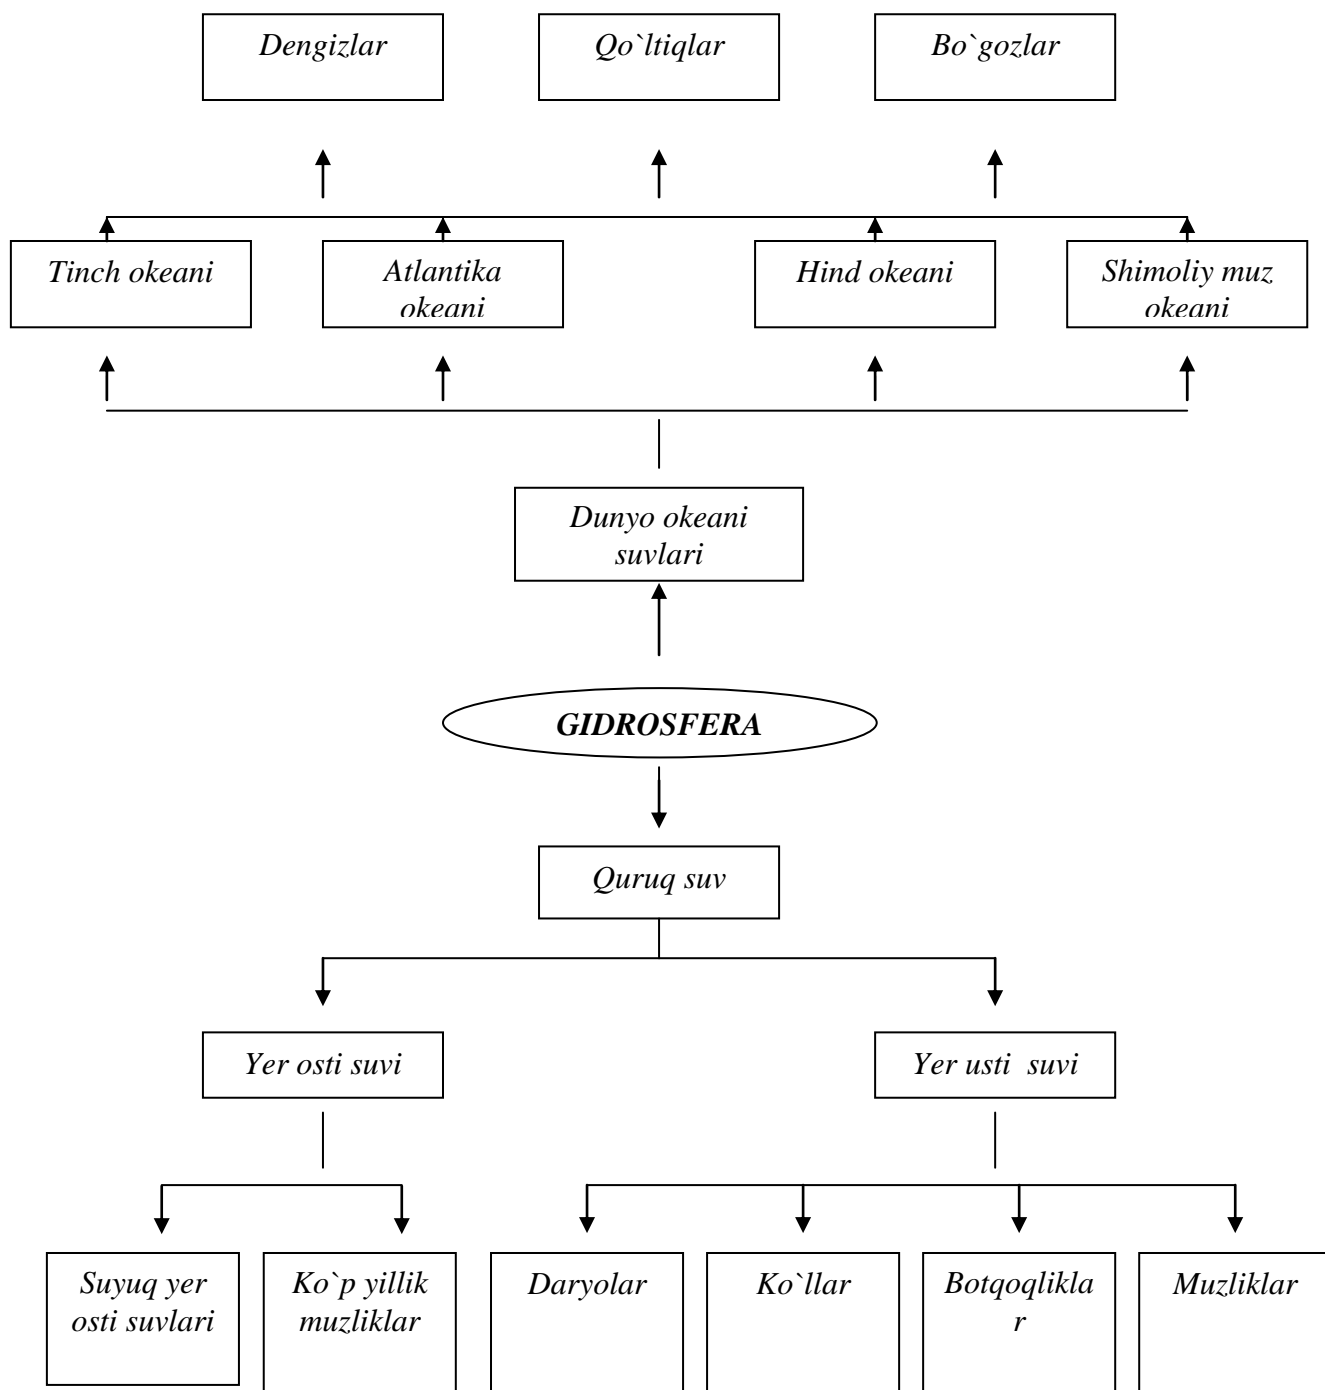 Dengizlar
Qo`ltiqlar
Bo`gozlar
Tinch okeani
Atlantika
okeani
Hind okeani
Shimoliy muz
okeani
Dunyo okeani
suvlari
GIDROSFERA
Quruq suv
Yer osti suvi
Yer usti suvi
Suyuq yer
osti suvlari
Ko`p yillik
muzliklar
Daryolar
Ko`llar
Botqoqlikla
r
Muzliklar